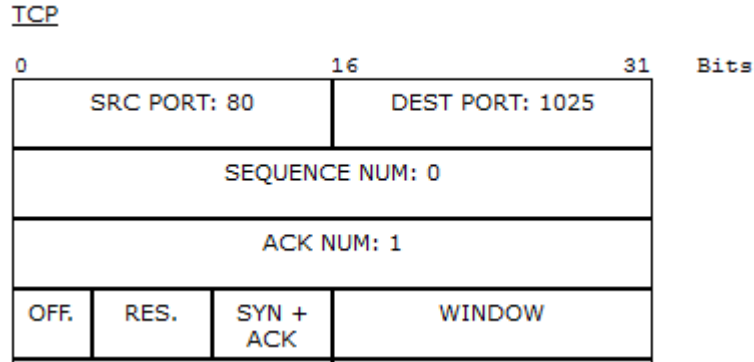 TCP
0 16 31 Bits
SRC PORT: 80 DEST PORT: 1025
SEQUENCE NUM: 0
ACK NUM: 1
OFF. RES. SYN + ACK WINDOW